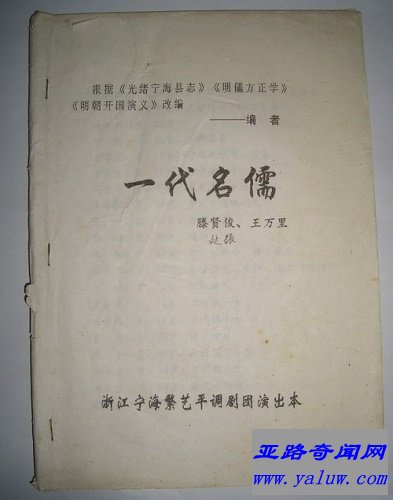 根据《光绪宁海县志》《明儒方正学》
《明朝开国演义》改编
——编者
一代名儒
滕贤俊、王万里
延振
浙江宁海繁艺平调剧团演出本
亚路奇闻网
www.yaluw.com